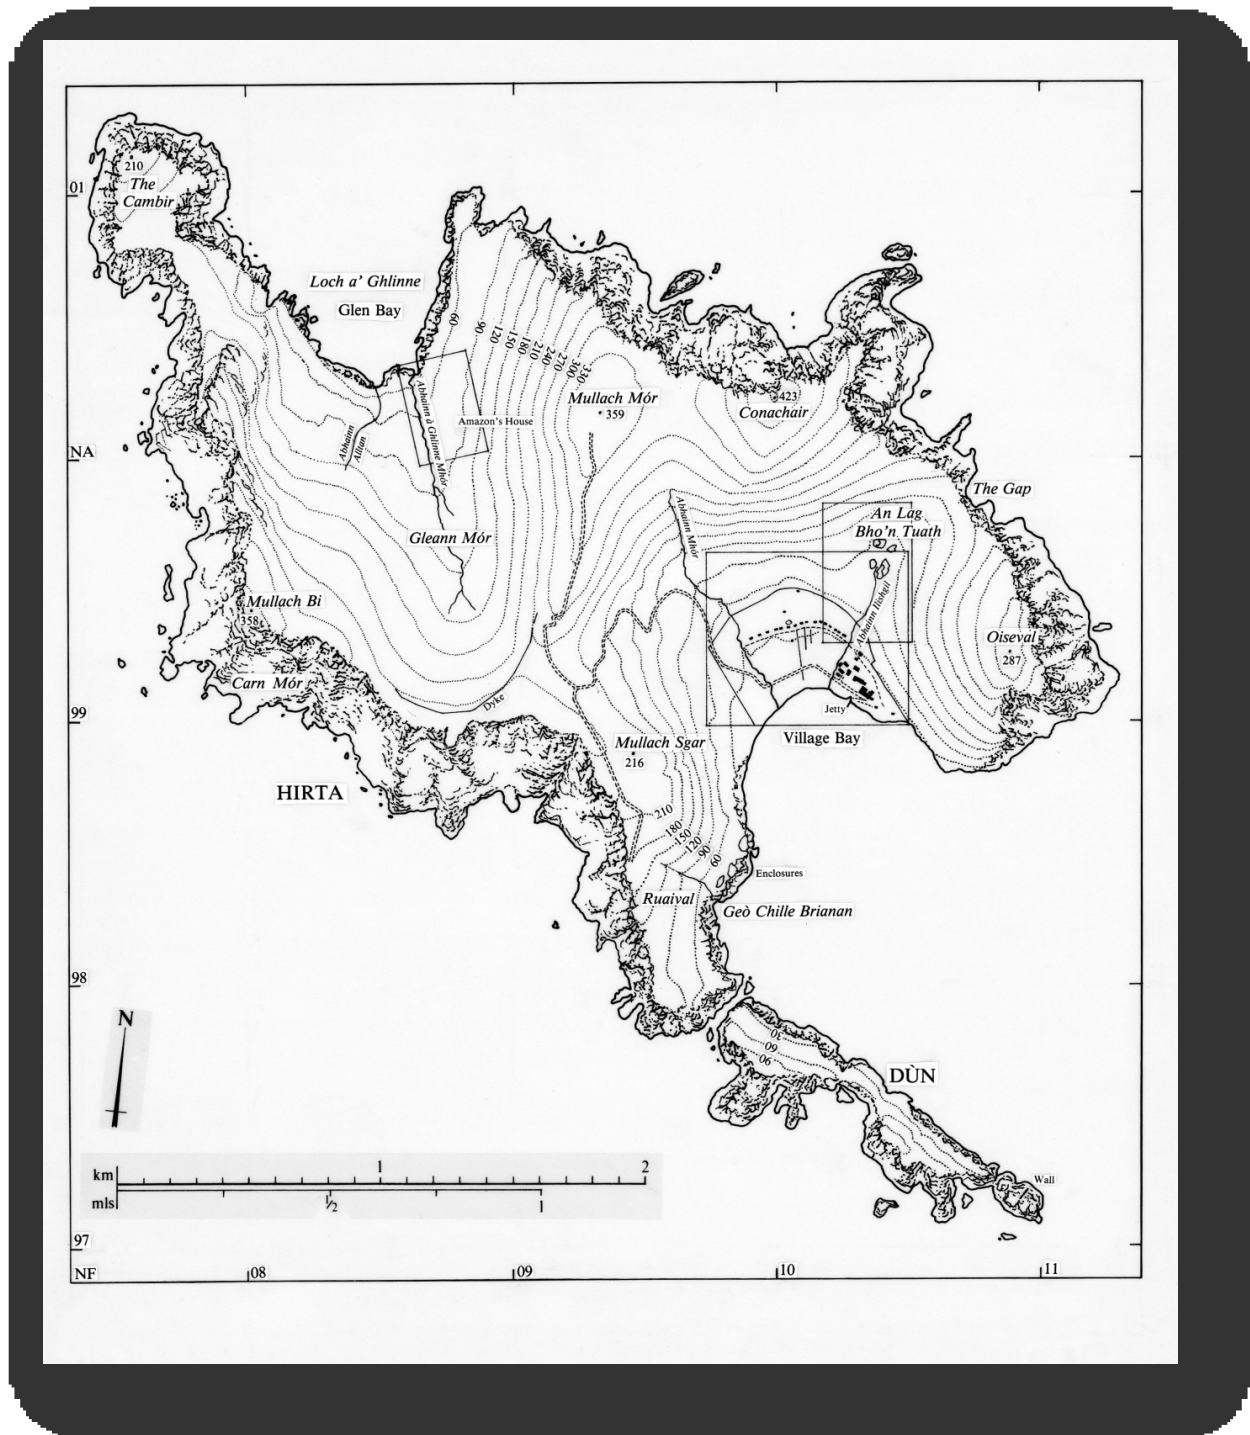 210
The
Cambir
01
Loch a' Ghlinne
Glen Bay
60
90
120
150
180
210
240
270
300
330
Mullach Mór
359
423
Conachair
Abhainn à Ghlinne Mhóir
Amazon's House
Abhainn
Alltan
NA
The Gap
An Lag
Bho'n Tuath
Abhainn Mhór
Gleann Mór
Abhainn Ilishgil
Mullach Bi
358
Oiseval
287
Carn Mór
Dyke
Jetty
99
Village Bay
Mullach Sgar
216
HIRTA
210
180
150
120
90
60
Enclosures
Ruaival
Geò Chille Brianan
98
N
30
60
90
DÙN
km 1 2
mls 1/2 1
Wall
97
NF
08 09 10 11